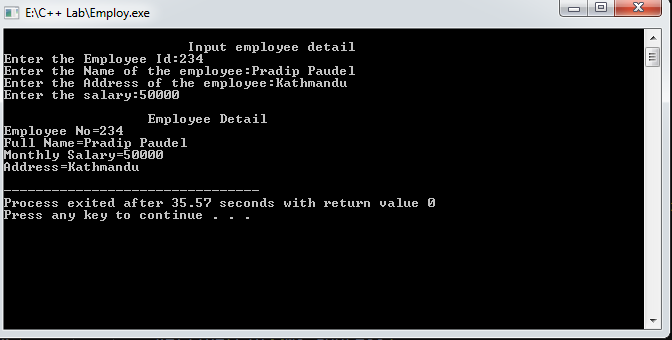 E:\C++ Lab\Employ.exe
Input employee detail
Enter the Employee Id:234
Enter the Name of the employee:Pradip Paudel
Enter the Address of the employee:Kathmandu
Enter the salary:50000
Employee Detail
Employee No=234
Full Name=Pradip Paudel
Monthly Salary=50000
Address=Kathmandu
--------------------------------
Process exited after 35.57 seconds with return value 0
Press any key to continue . . .